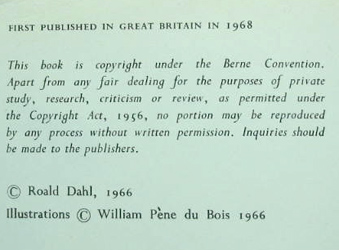 FIRST PUBLISHED IN GREAT BRITAIN IN 1968
This book is copyright under the Berne Convention.
Apart from any fair dealing for the purposes of private
study, research, criticism or review, as permitted under
the Copyright Act, 1956, no portion may be reproduced
by any process without written permission. Inquiries should
be made to the publishers.
© Roald Dahl, 1966
Illustrations © William Pène du Bois 1966